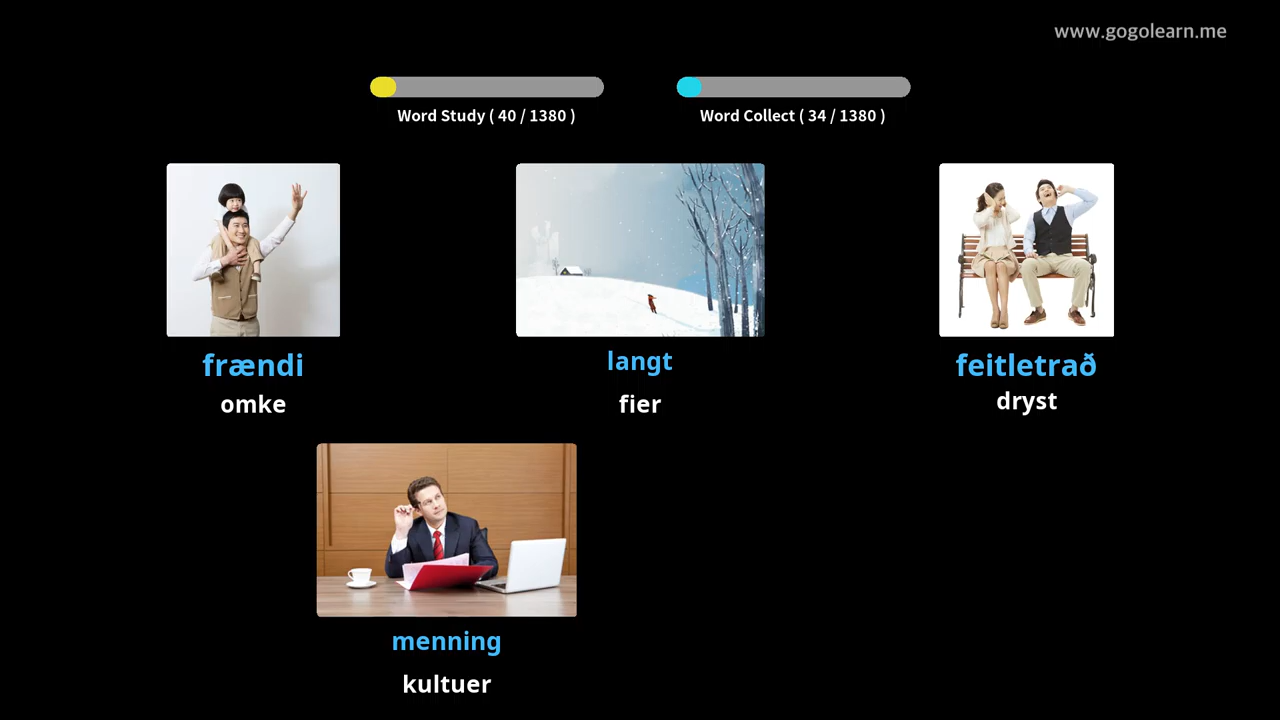 www.gogolearn.me
Word Study ( 40 / 1380 )
Word Collect ( 34 / 1380 )
frændi
omke
langt
fier
feitletrað
dryst
menning
kultuer